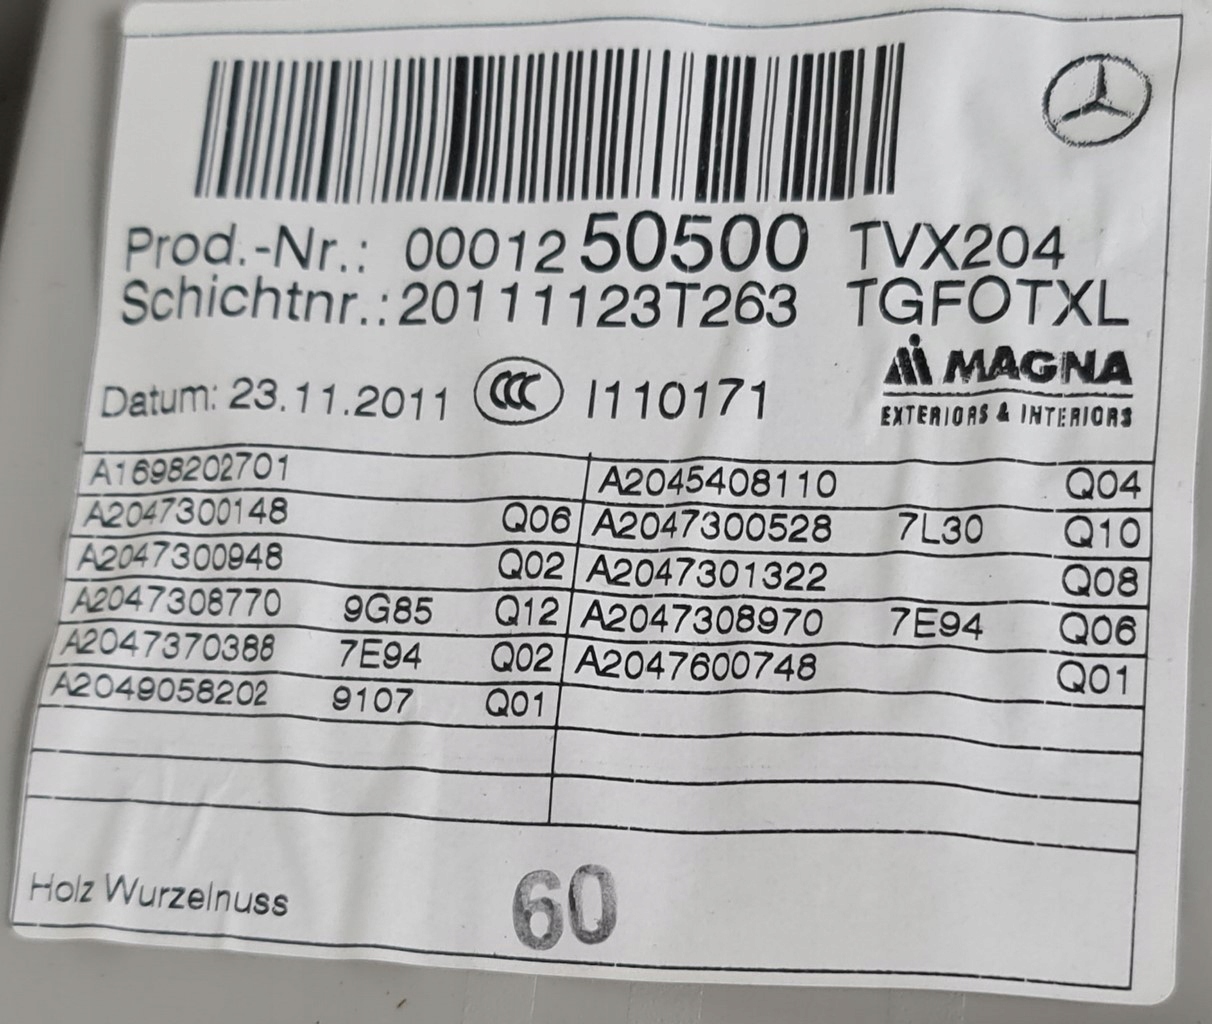 Prod.-Nr.: 0001250500 TVX204
Schichtnr.: 20111123T263 TGFOTXL
MAGNA
EXTERIORS & INTERIORS
Datum: 23.11.2011 CCC I110171
A1698202701 A2045408110 Q04
A2047300148 Q06 A2047300528 7L30 Q10
A2047300948 Q02 A2047301322 Q08
A2047308770 9G85 Q12 A2047308970 7E94 Q06
A2047370388 7E94 Q02 A2047600748 Q01
A2049058202 9107 Q01
Holz Wurzelnuss 60